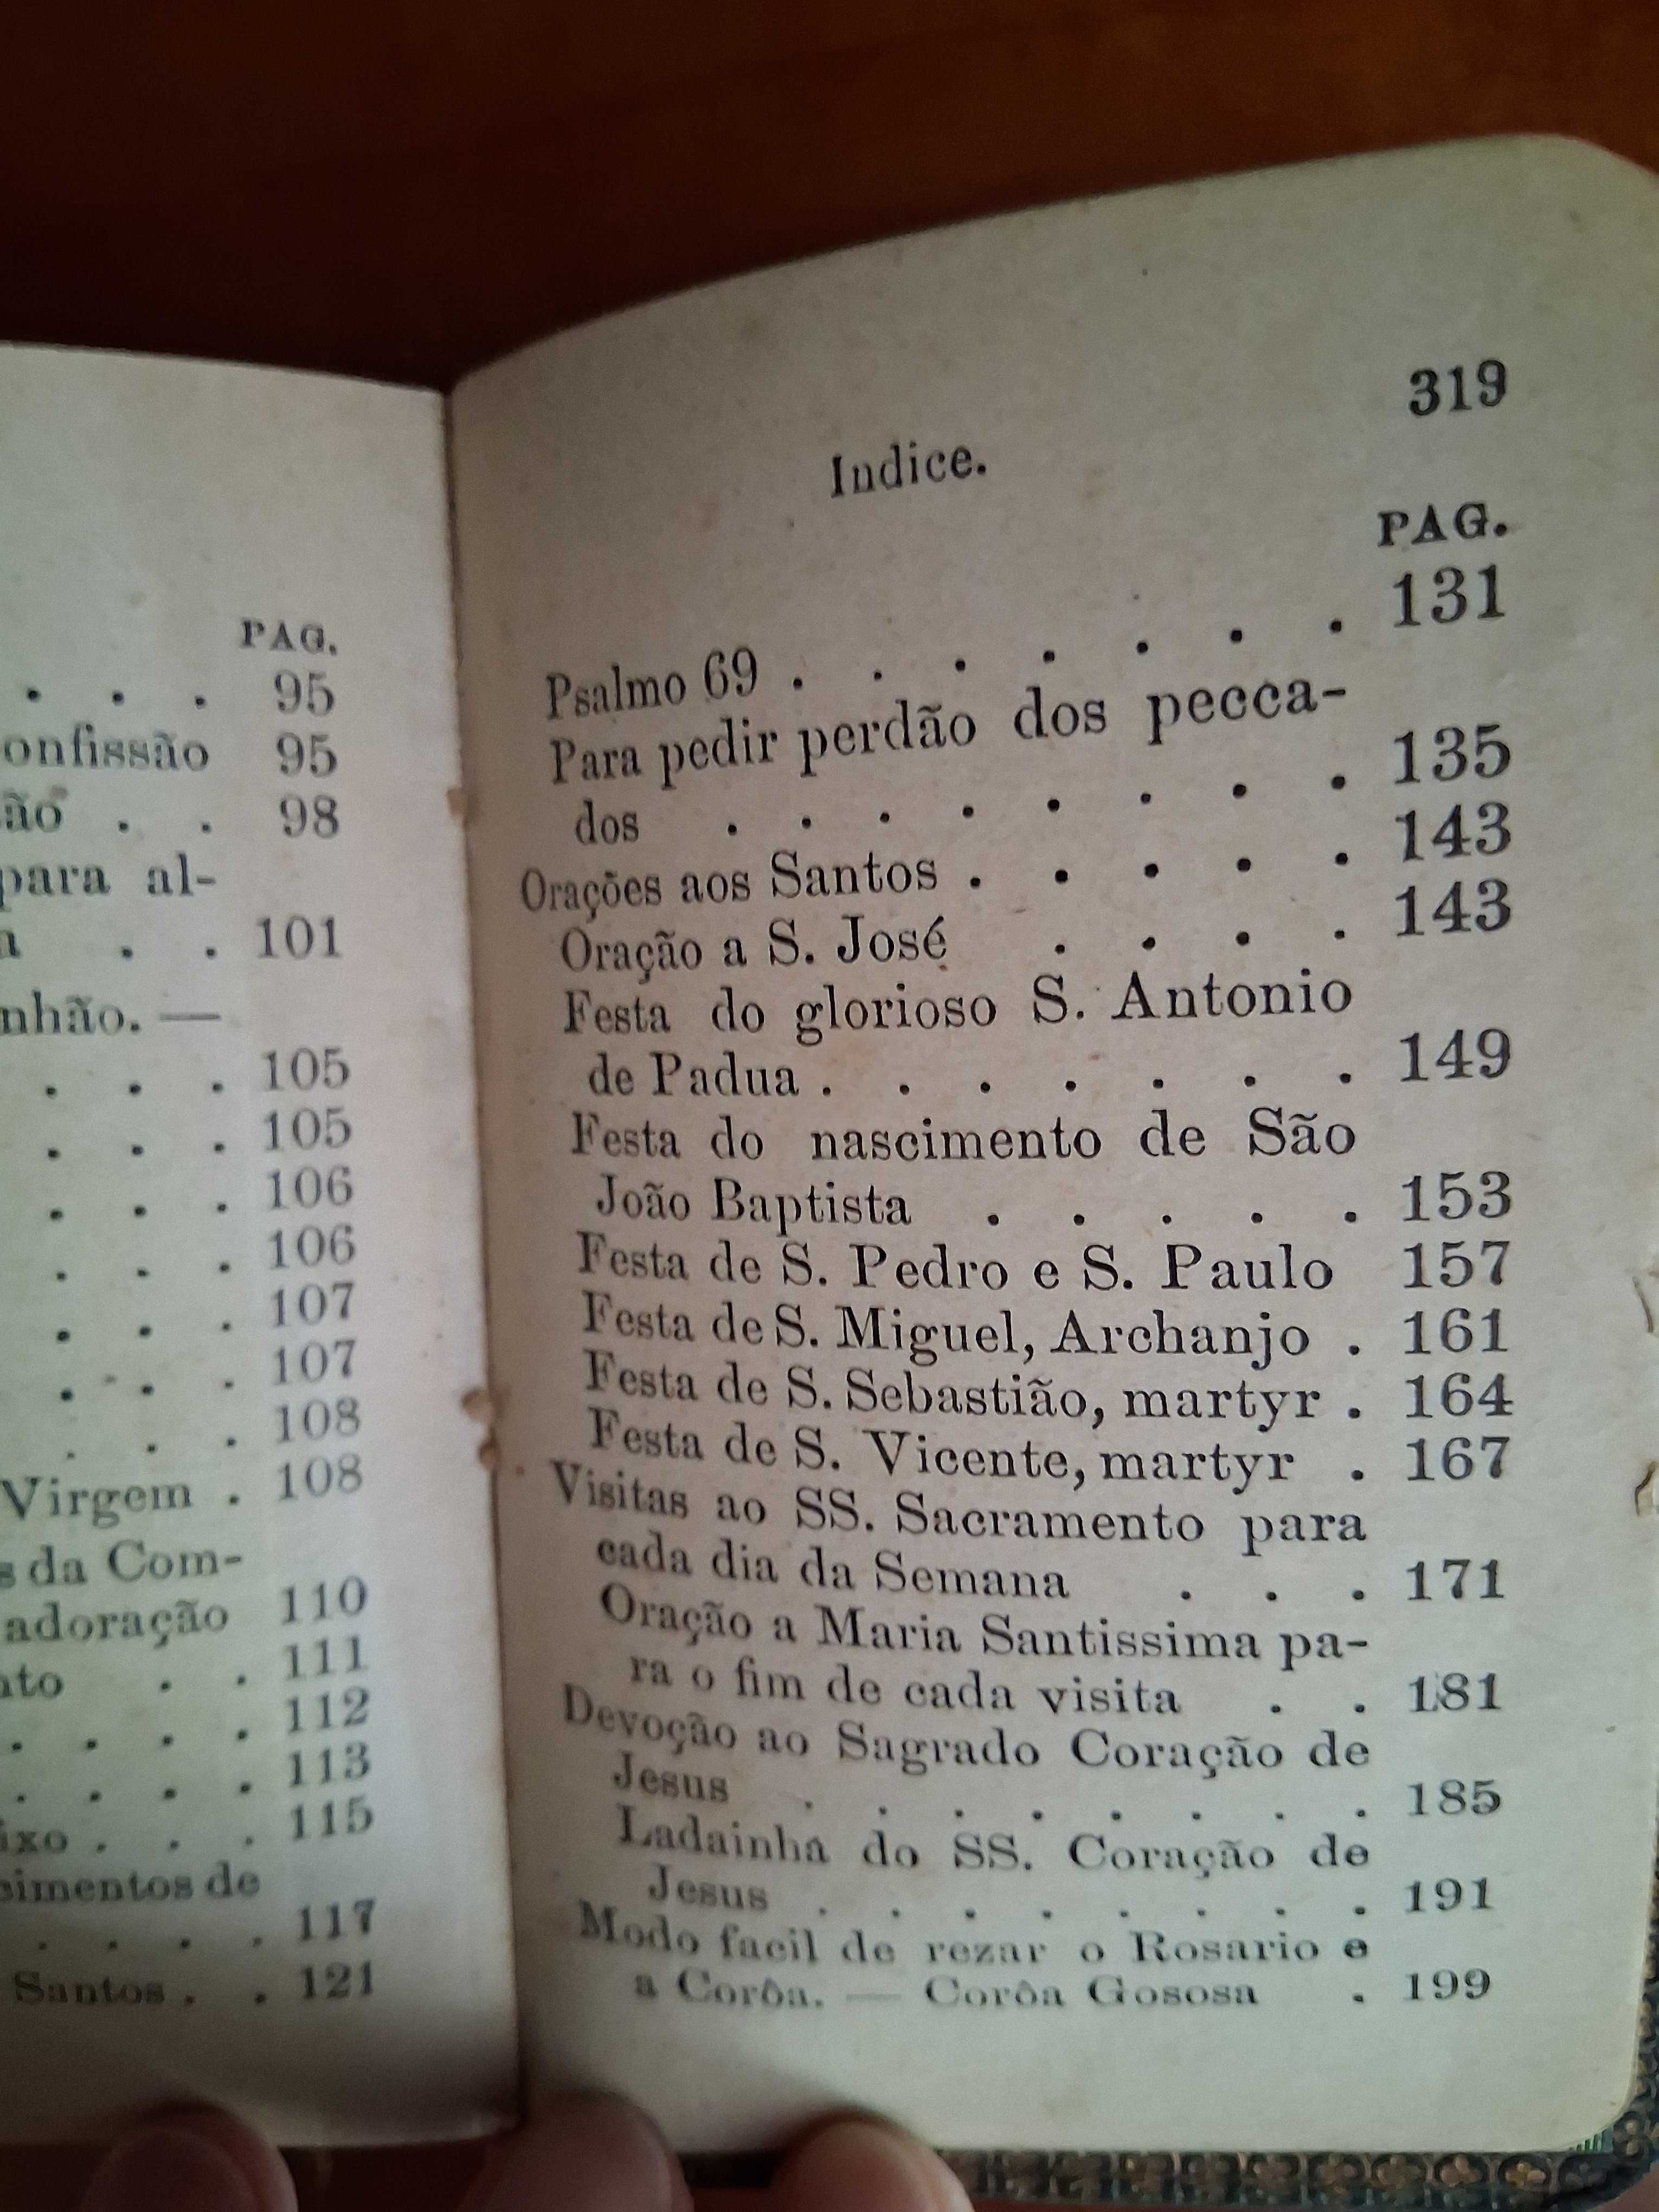 PAG.
. . . 95
onfissão 95
ão . . 98
para al-
. . 101
nhão. —
. . . 105
. . . 105
. . . 106
. . . 106
. . . 107
. . . 107
. . . 108
Virgem . 108
s da Com-
adoração 110
nto . . 111
. . . . 112
. . . . 113
ixo . . . 115
cimentos de
. . . . 117
Santos . . 121
319
Indice.
PAG.
Psalmo 69 . . . . . . . 131
Para pedir perdão dos pecca-
dos . . . . . . . . 135
Orações aos Santos . . . . . 143
Oração a S. José . . . . 143
Festa do glorioso S. Antonio
de Padua . . . . . . . 149
Festa do nascimento de São
João Baptista . . . . . 153
Festa de S. Pedro e S. Paulo 157
Festa de S. Miguel, Archanjo . 161
Festa de S. Sebastião, martyr . 164
Festa de S. Vicente, martyr . 167
Visitas ao SS. Sacramento para
cada dia da Semana . . . 171
Oração a Maria Santissima pa-
ra o fim de cada visita . . 181
Devoção ao Sagrado Coração de
Jesus . . . . . . . . 185
Ladainha do SS. Coração de
Jesus . . . . . . . . 191
Modo facil de rezar o Rosario e
a Corôa. — Corôa Gososa . 199